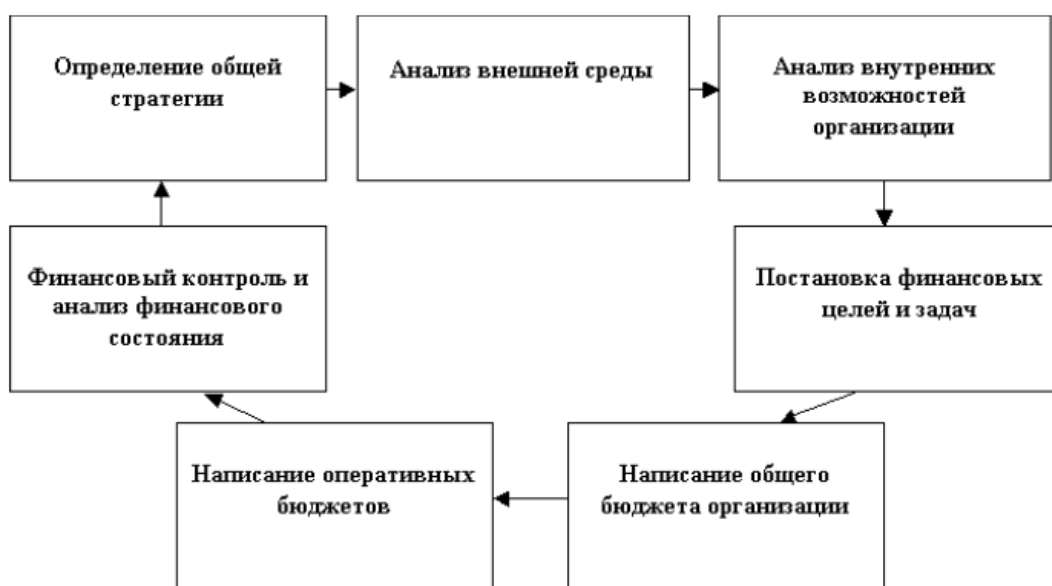 Определение общей
стратегии
Анализ внешней среды
Анализ внутренних
возможностей
организации
Финансовый контроль и
анализ финансового
состояния
Постановка финансовых
целей и задач
Написание оперативных
бюджетов
Написание общего
бюджета организации